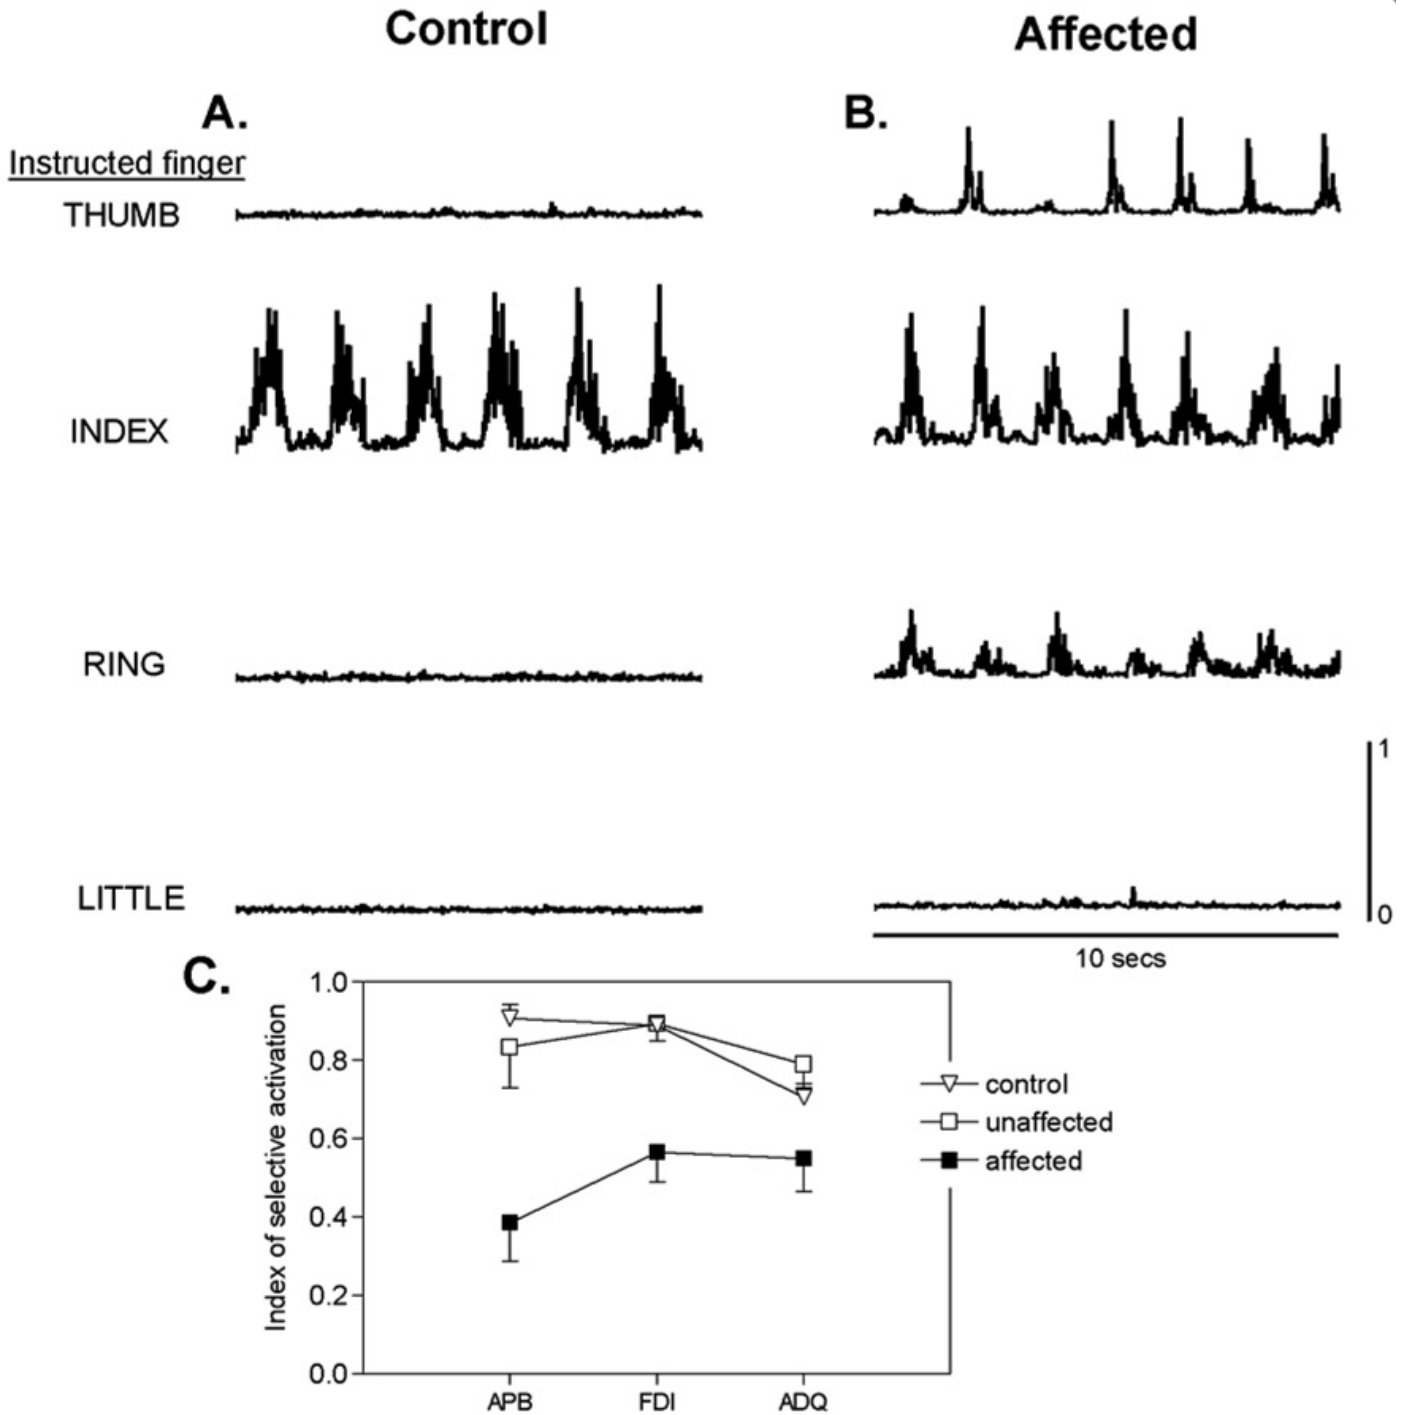 Control
Affected
A.
B.
Instructed finger
THUMB
INDEX
RING
LITTLE
1
0
10 secs
C.
Index of selective activation
1.0
0.8
0.6
0.4
0.2
0.0
APB
FDI
ADQ
control
unaffected
affected